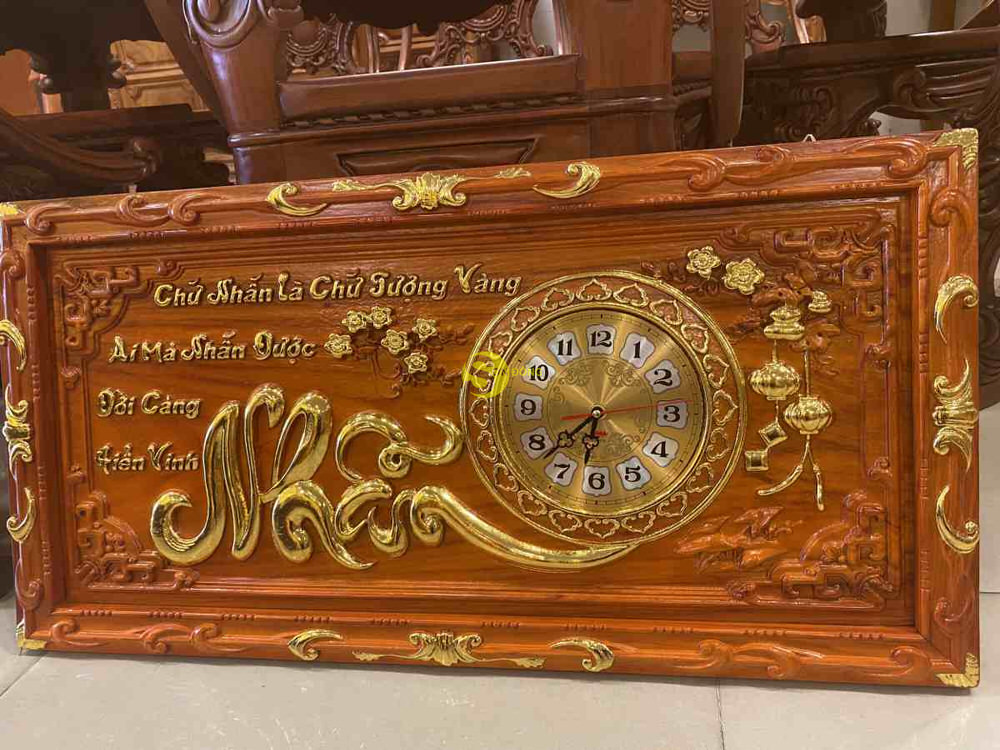 Chữ Nhẫn Là Chữ Tượng Vàng
Ai Mà Nhẫn Được
Đời Càng
Hiển Vinh
Nhẫn
12
1
2
3
4
5
6
7
8
9
10
11